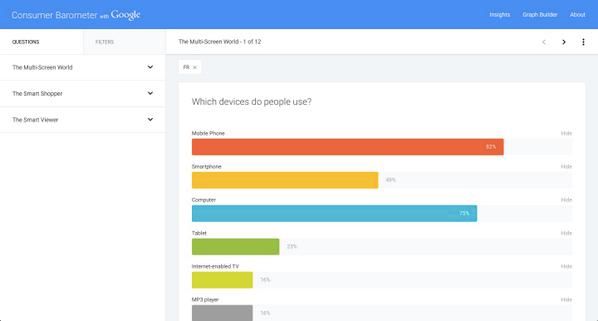 Consumer Barometer with Google
Insights
Graph Builder
About
QUESTIONS
FILTERS
The Multi-Screen World - 1 of 12
The Multi-Screen World
The Smart Shopper
The Smart Viewer
FR ×
Which devices do people use?
Mobile Phone
Hide
82%
Smartphone
Hide
49%
Computer
Hide
75%
Tablet
Hide
23%
Internet-enabled TV
Hide
16%
MP3 player
Hide
16%